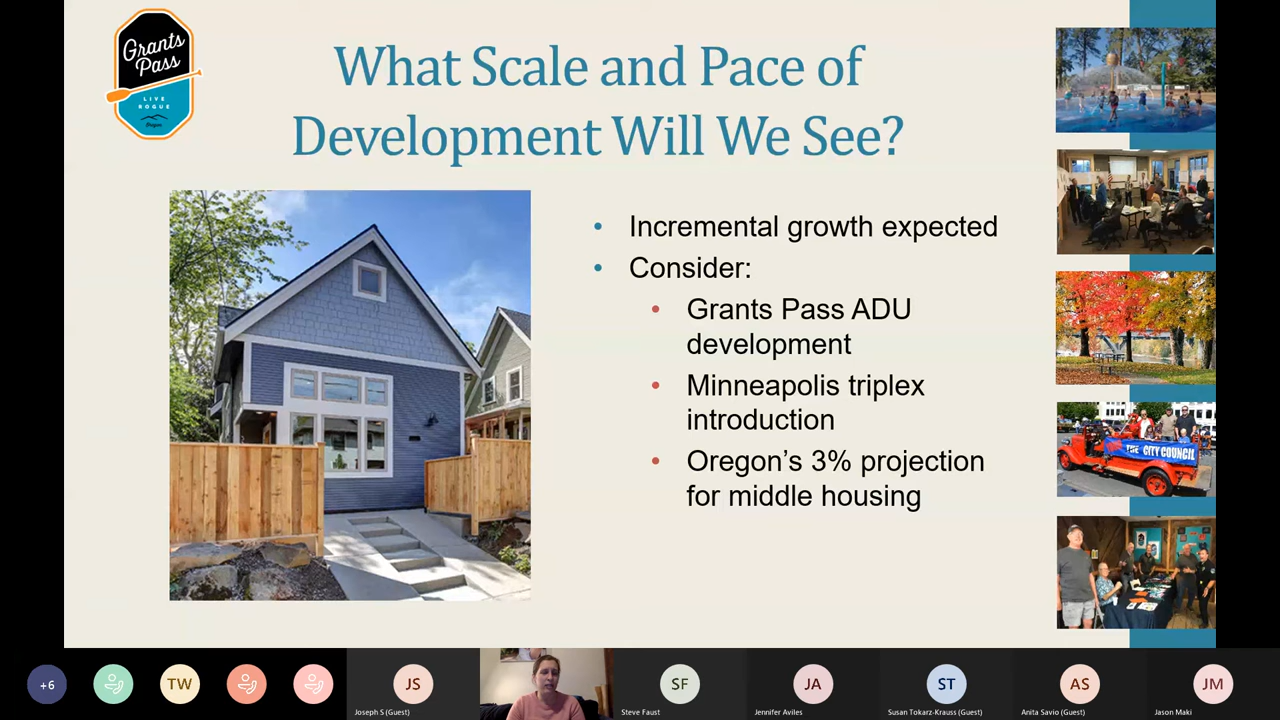 Grants
Pass
LIVE
ROGUE
Oregon
What Scale and Pace of
Development Will We See?
• Incremental growth expected
• Consider:
• Grants Pass ADU
development
• Minneapolis triplex
introduction
• Oregon's 3% projection
for middle housing
THE CITY COUNCIL
+6
TW
JS
SF
JA
ST
AS
JM
Joseph S (Guest)
Steve Faust
Jennifer Aviles
Susan Tokarz-Krauss (Guest)
Anita Savio (Guest)
Jason Maki